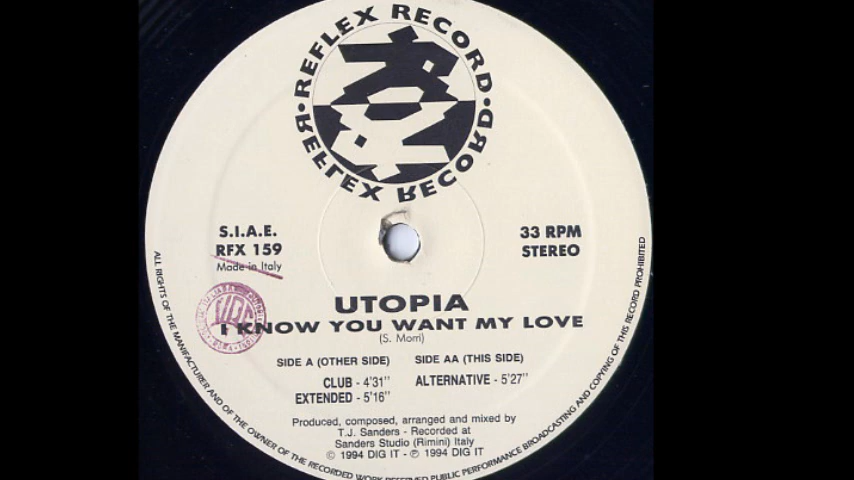 ·REFLEX RECORD·
REFLEX RECORD
S.I.A.E.
RFX 159
Made in Italy
33 RPM
STEREO
UTOPIA
I KNOW YOU WANT MY LOVE
(S. Morri)
SIDE A (OTHER SIDE)
CLUB - 4'31''
EXTENDED - 5'16''
SIDE AA (THIS SIDE)
ALTERNATIVE - 5'27''
Produced, composed, arranged and mixed by
T.J. Sanders - Recorded at
Sanders Studio (Rimini) Italy
© 1994 DIG IT - ℗ 1994 DIG IT
ALL RIGHTS OF THE MANIFACTURER AND OF THE OWNER OF THE RECORDED WORK RESERVED PUBLIC PERFORMANCE BROADCASTING AND COPYING OF THIS RECORD PROHIBITED